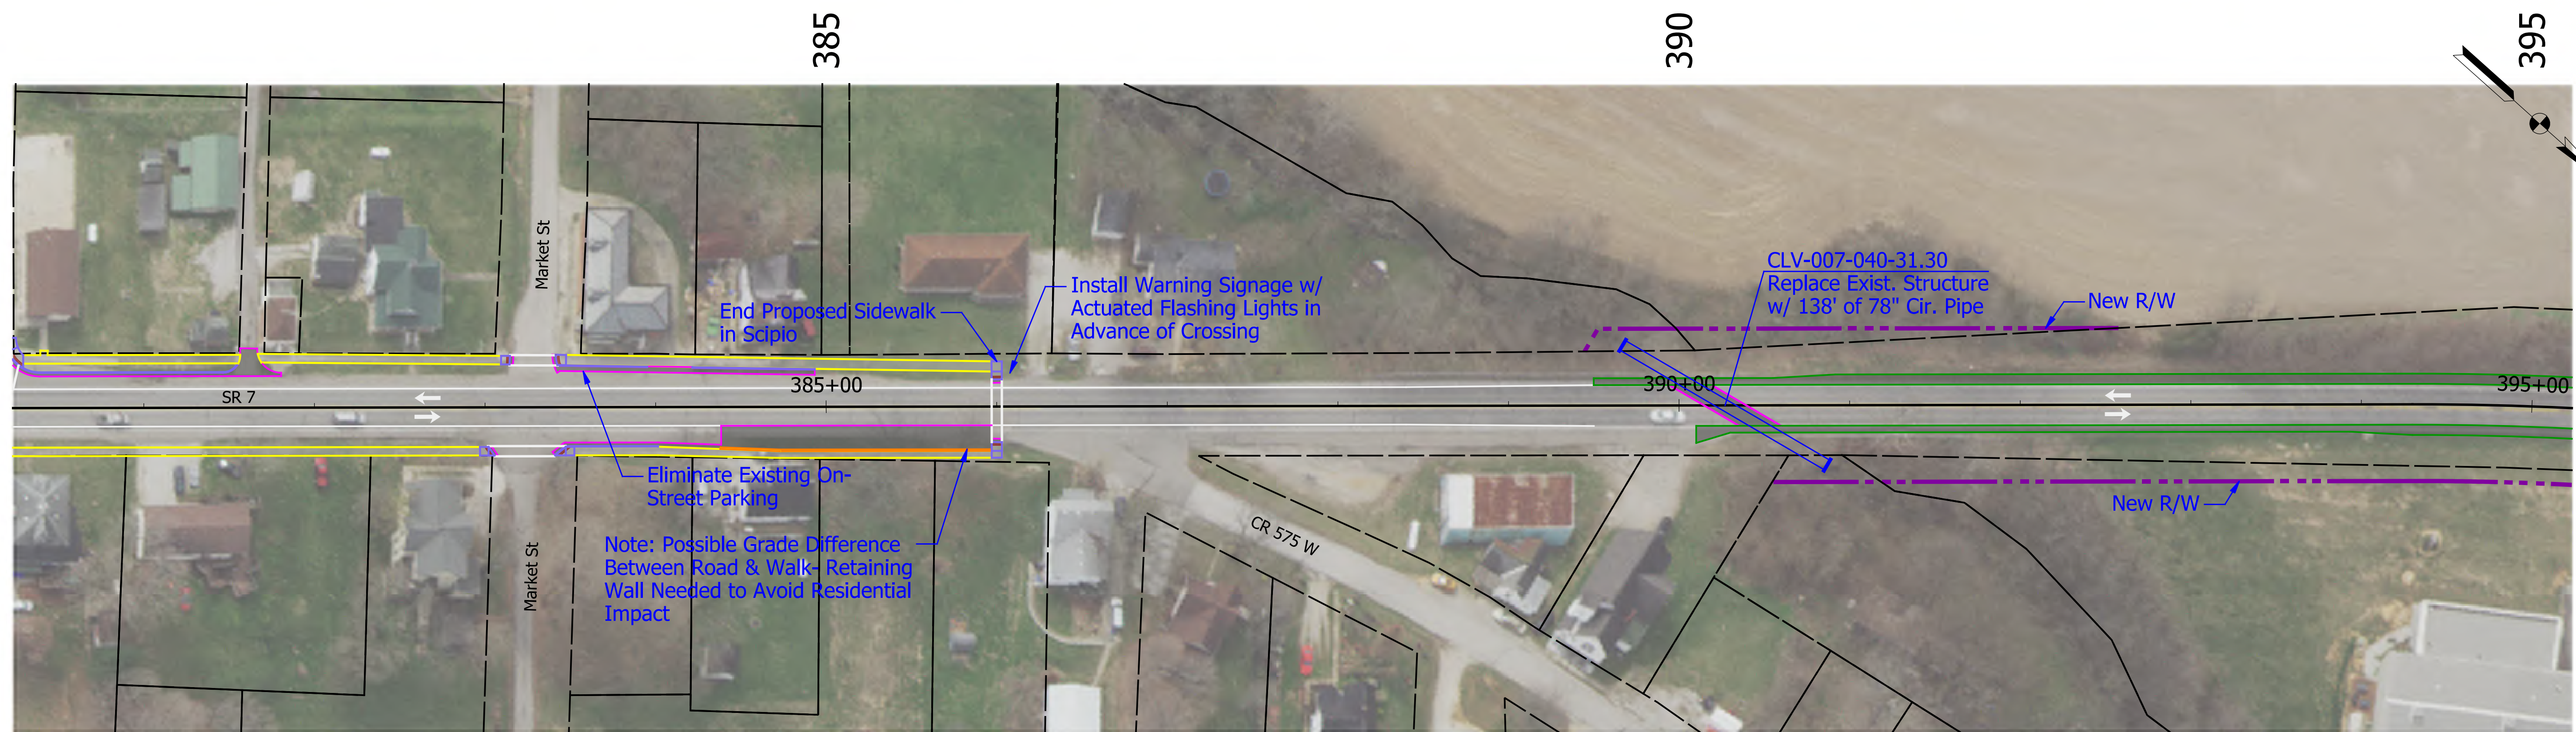 385
390
395
Market St
End Proposed Sidewalk
in Scipio
Install Warning Signage w/
Actuated Flashing Lights in
Advance of Crossing
CLV-007-040-31.30
Replace Exist. Structure
w/ 138' of 78" Cir. Pipe
New R/W
SR 7
385+00
390+00
395+00
Eliminate Existing On-
Street Parking
Note: Possible Grade Difference
Between Road & Walk- Retaining
Wall Needed to Avoid Residential
Impact
Market St
CR 575 W
New R/W